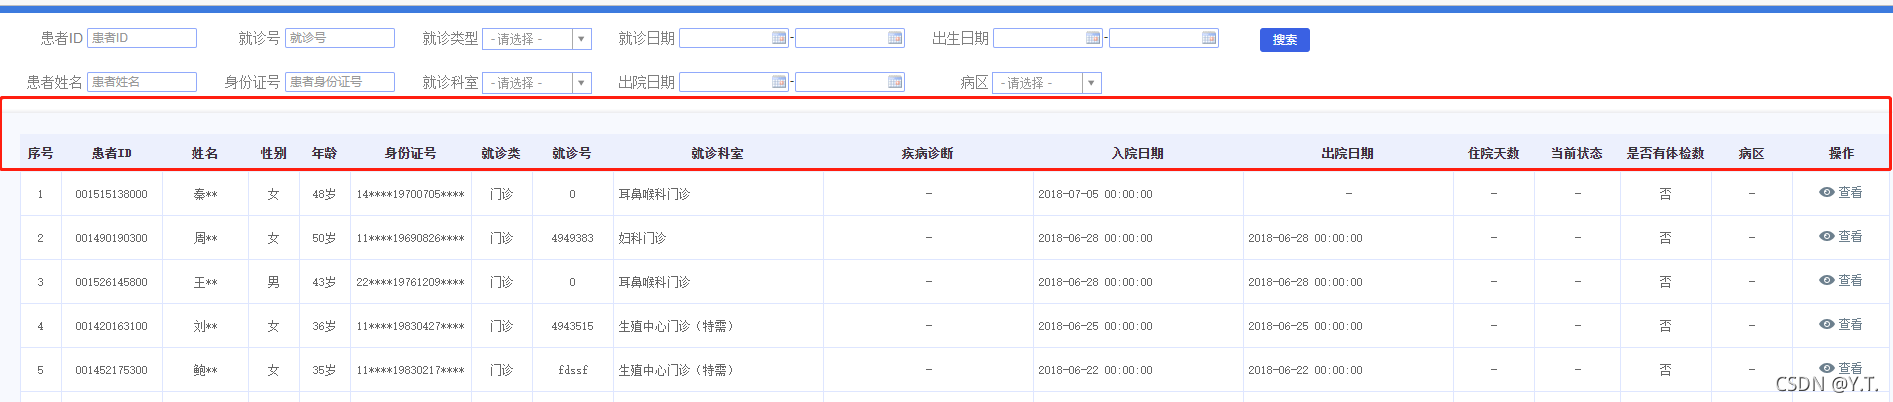 患者ID 患者ID 就诊号 就诊号 就诊类型 -请选择- 就诊日期 - 出生日期 - 搜索
患者姓名 患者姓名 身份证号 患者身份证号 就诊科室 -请选择- 出院日期 - 病区 -请选择-
序号 患者ID 姓名 性别 年龄 身份证号 就诊类 就诊号 就诊科室 疾病诊断 入院日期 出院日期 住院天数 当前状态 是否有体检数 病区 操作
1 001515138000 秦** 女 48岁 14****19700705**** 门诊 0 耳鼻喉科门诊 - 2018-07-05 00:00:00 - - - 否 - 查看
2 001490190300 周** 女 50岁 11****19690826**** 门诊 4949383 妇科门诊 - 2018-06-28 00:00:00 2018-06-28 00:00:00 - - 否 - 查看
3 001526145800 王** 男 43岁 22****19761209**** 门诊 0 耳鼻喉科门诊 - 2018-06-28 00:00:00 2018-06-28 00:00:00 - - 否 - 查看
4 001420163100 刘** 女 36岁 11****19830427**** 门诊 4943515 生殖中心门诊（特需） - 2018-06-25 00:00:00 2018-06-25 00:00:00 - - 否 - 查看
5 001452175300 鲍** 女 35岁 11****19830217**** 门诊 fdssf 生殖中心门诊（特需） - 2018-06-22 00:00:00 2018-06-22 00:00:00 - - 否 - 查看
CSDN @Y.T.